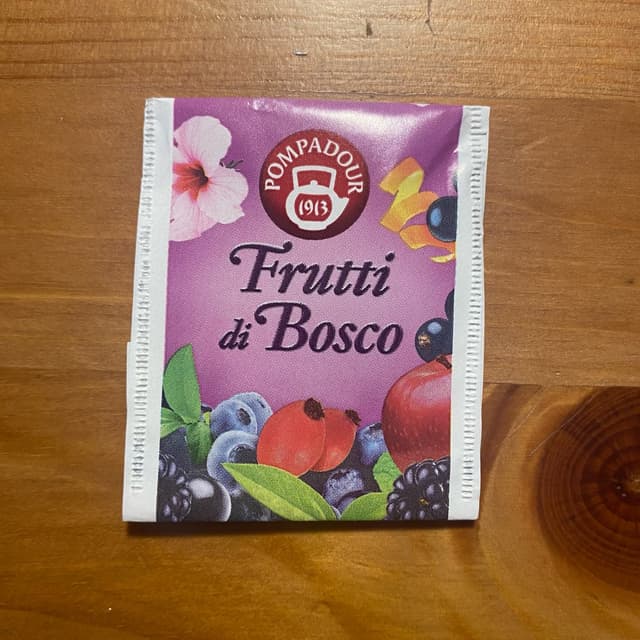 POMPADOUR
1913
Frutti
di Bosco